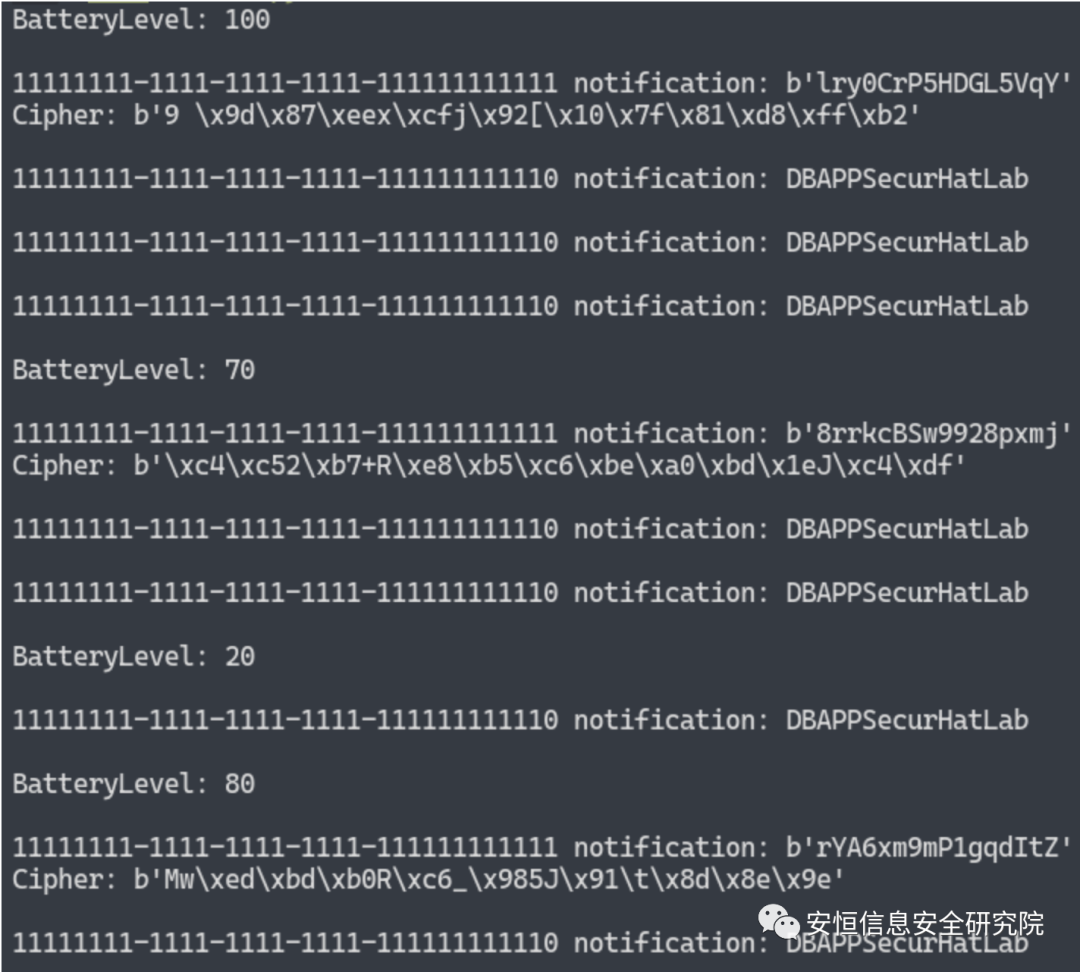 BatteryLevel: 100
11111111-1111-1111-1111-111111111111 notification: b'lry0CrP5HDGL5VqY'
Cipher: b'9 \x9d\x87\xeex\xcfj\x92[\x10\x7f\x81\xd8\xff\xb2'
11111111-1111-1111-1111-111111111110 notification: DBAPPSecurHatLab
11111111-1111-1111-1111-111111111110 notification: DBAPPSecurHatLab
11111111-1111-1111-1111-111111111110 notification: DBAPPSecurHatLab
BatteryLevel: 70
11111111-1111-1111-1111-111111111111 notification: b'8rrkcBSw9928pxmj'
Cipher: b'\xc4\xc52\xb7+R\xe8\xb5\xc6\xbe\xa0\xbd\x1eJ\xc4\xdf'
11111111-1111-1111-1111-111111111110 notification: DBAPPSecurHatLab
11111111-1111-1111-1111-111111111110 notification: DBAPPSecurHatLab
BatteryLevel: 20
11111111-1111-1111-1111-111111111110 notification: DBAPPSecurHatLab
BatteryLevel: 80
11111111-1111-1111-1111-111111111111 notification: b'rYA6xm9mP1gqdItZ'
Cipher: b'Mw\xed\xbd\xb0R\xc6_\x985J\x91\t\x8d\x8e\x9e'
安恒信息安全研究院
11111111-1111-1111-1111-111111111110 notification: DBAPPSecurHatLab